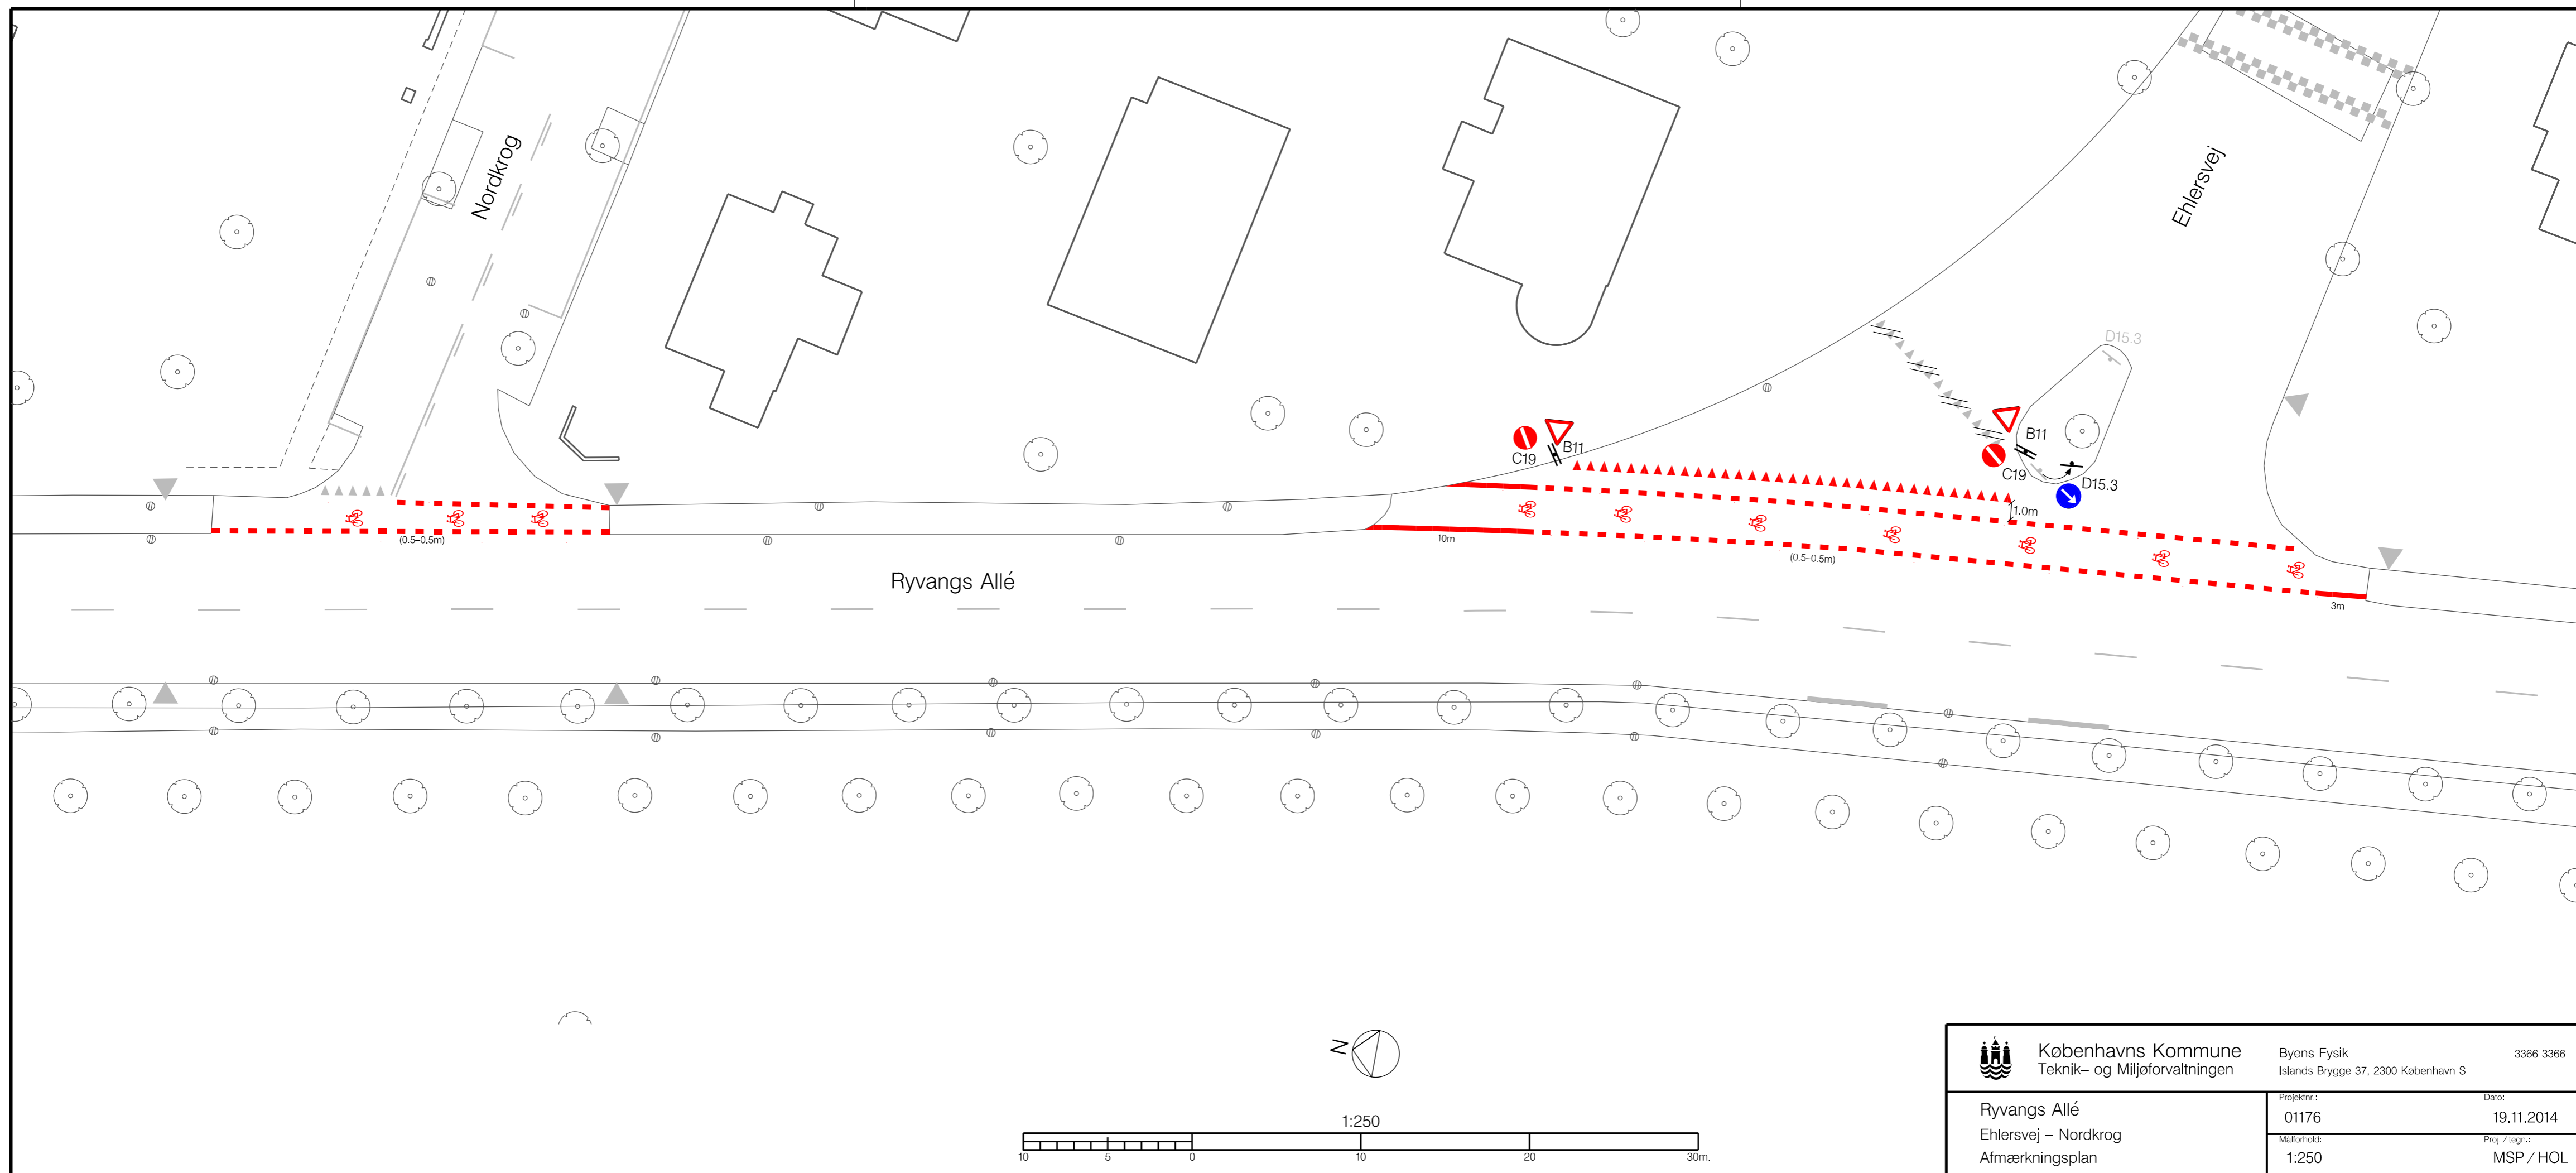 Nordkrog
Ehlersvej
D15.3
B11
C19
B11
C19
D15.3
1.0m
(0.5–0.5m)
10m
(0.5–0.5m)
3m
Ryvangs Allé
N
1:250
10 5 0 10 20 30m.
Københavns Kommune
Teknik– og Miljøforvaltningen
Byens Fysik 3366 3366
Islands Brygge 37, 2300 København S
Ryvangs Allé
Ehlersvej – Nordkrog
Afmærkningsplan
Projektnr.: Dato:
01176 19.11.2014
Målforhold: Proj. / tegn.:
1:250 MSP / HOL